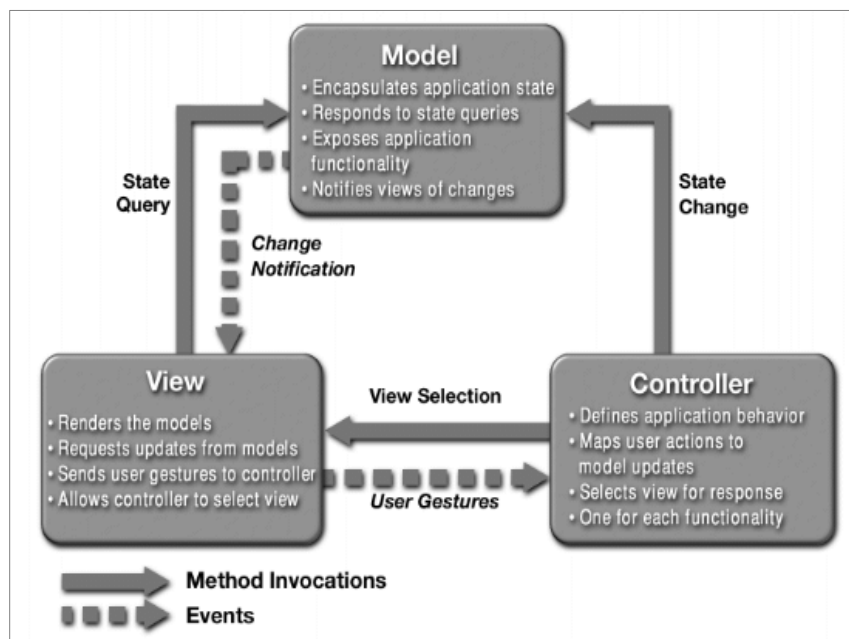 Model
• Encapsulates application state
• Responds to state queries
• Exposes application
functionality
• Notifies views of changes
State
Query
State
Change
Change
Notification
View
• Renders the models
• Requests updates from models
• Sends user gestures to controller
• Allows controller to select view
View Selection
User Gestures
Controller
• Defines application behavior
• Maps user actions to
model updates
• Selects view for response
• One for each functionality
Method Invocations
Events